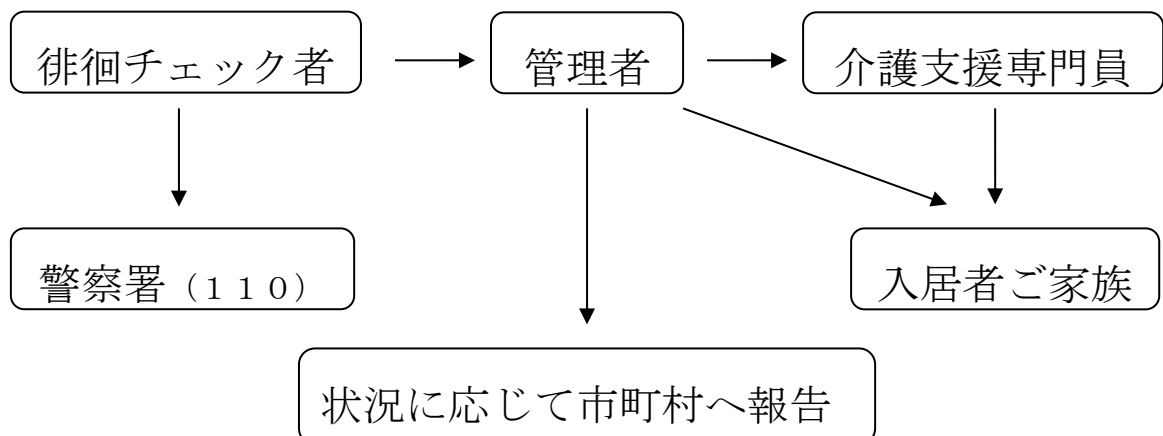 徘徊チェック者
管理者
介護支援専門員
警察署（１１０）
入居者ご家族
状況に応じて市町村へ報告